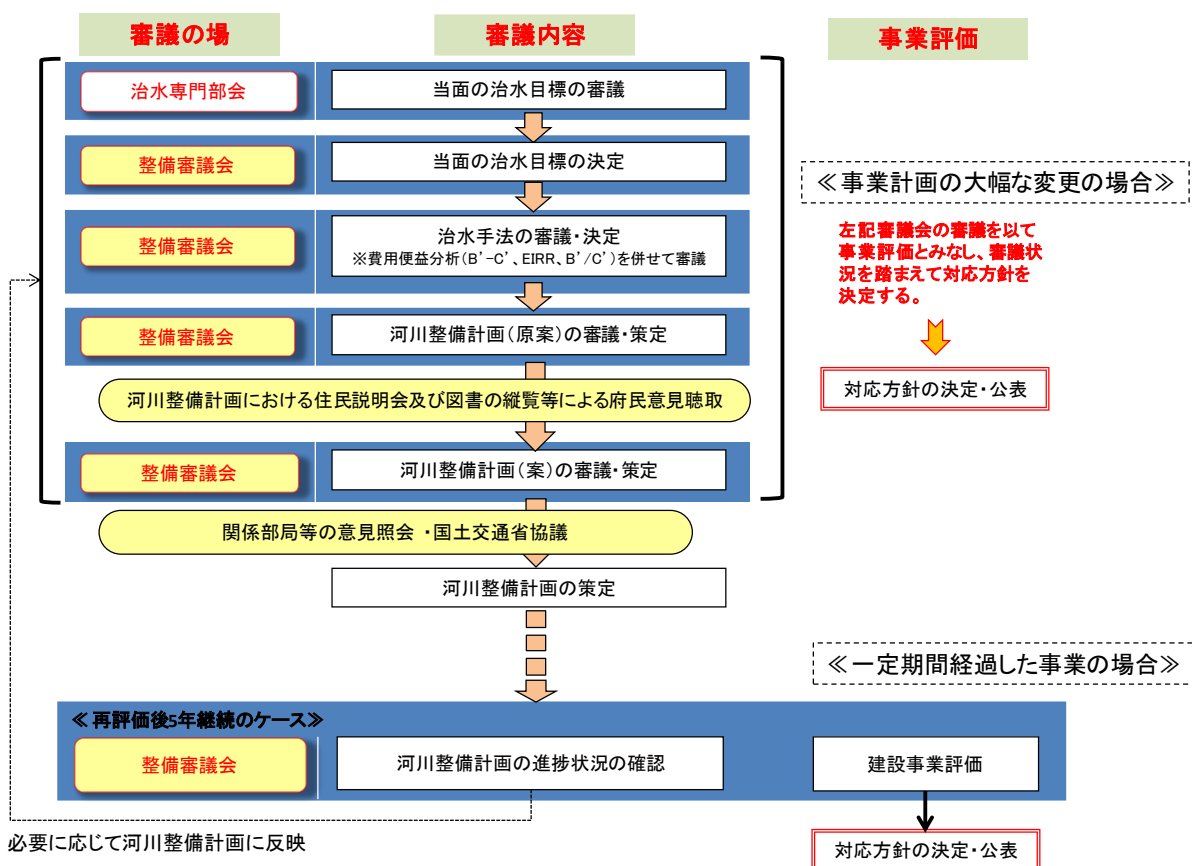 審議の場
審議内容
事業評価
治水専門部会
当面の治水目標の審議
整備審議会
当面の治水目標の決定
≪事業計画の大幅な変更の場合≫
整備審議会
治水手法の審議・決定
※費用便益分析(B'-C'、EIRR、B'/C')を併せて審議
左記審議会の審議を以て
事業評価とみなし、審議状
況を踏まえて対応方針を
決定する。
整備審議会
河川整備計画(原案)の審議・策定
対応方針の決定・公表
河川整備計画における住民説明会及び図書の縦覧等による府民意見聴取
整備審議会
河川整備計画(案)の審議・策定
関係部局等の意見照会 ・国土交通省協議
河川整備計画の策定
≪一定期間経過した事業の場合≫
≪再評価後5年継続のケース≫
整備審議会
河川整備計画の進捗状況の確認
建設事業評価
必要に応じて河川整備計画に反映
対応方針の決定・公表